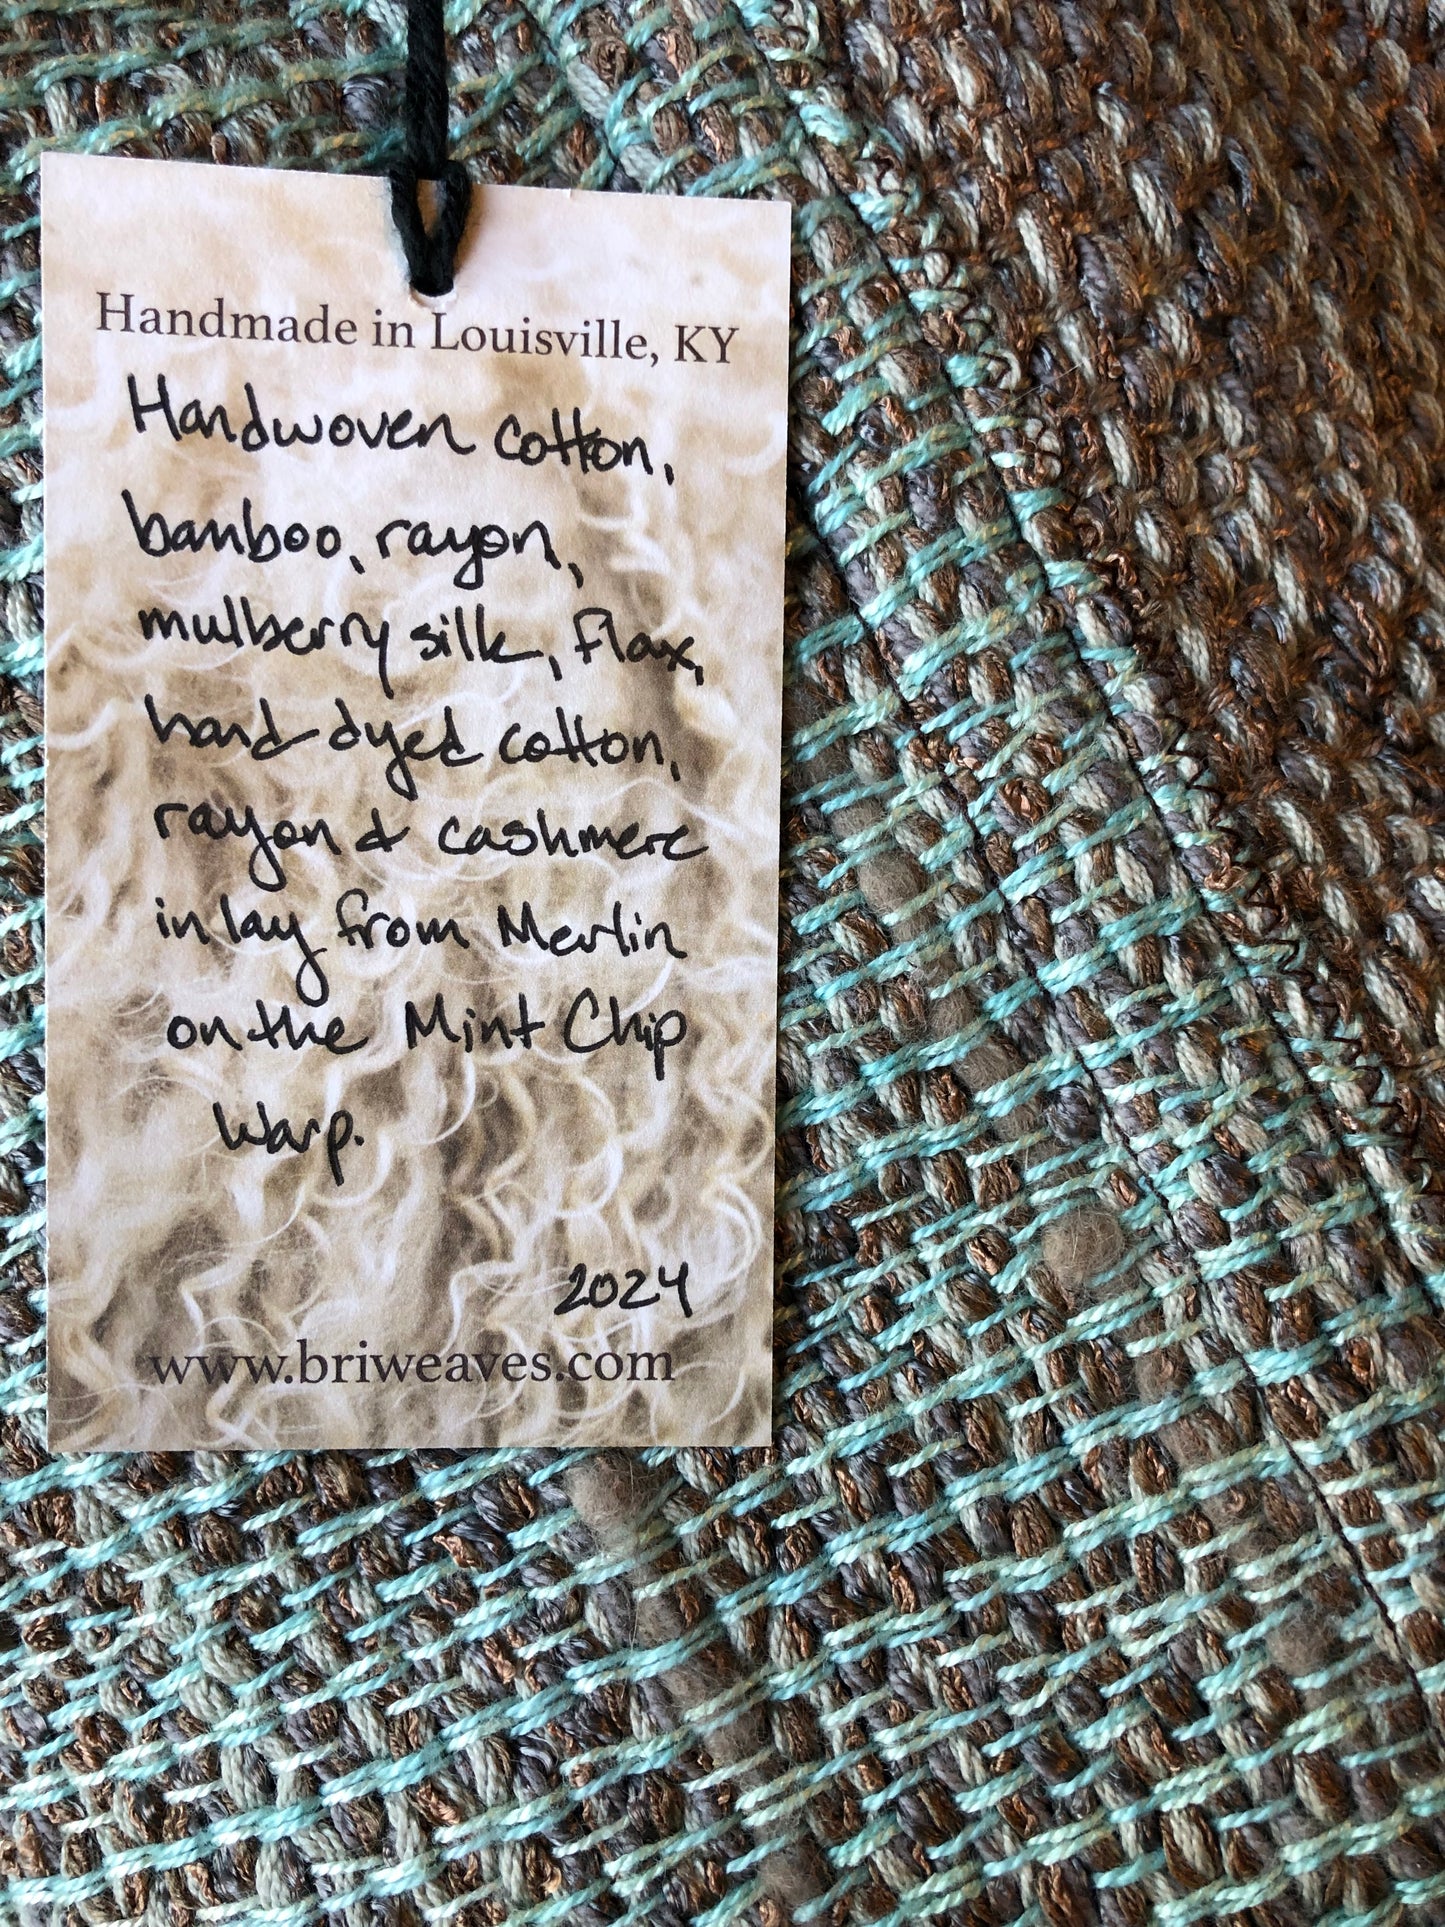 Handmade in Louisville, KY
Handwoven cotton,
bamboo, rayon,
mulberry silk, flax,
hand dyed cotton,
rayon & cashmere
inlay from Merlin
on the Mint Chip
Warp.
2024
www.briweaves.com